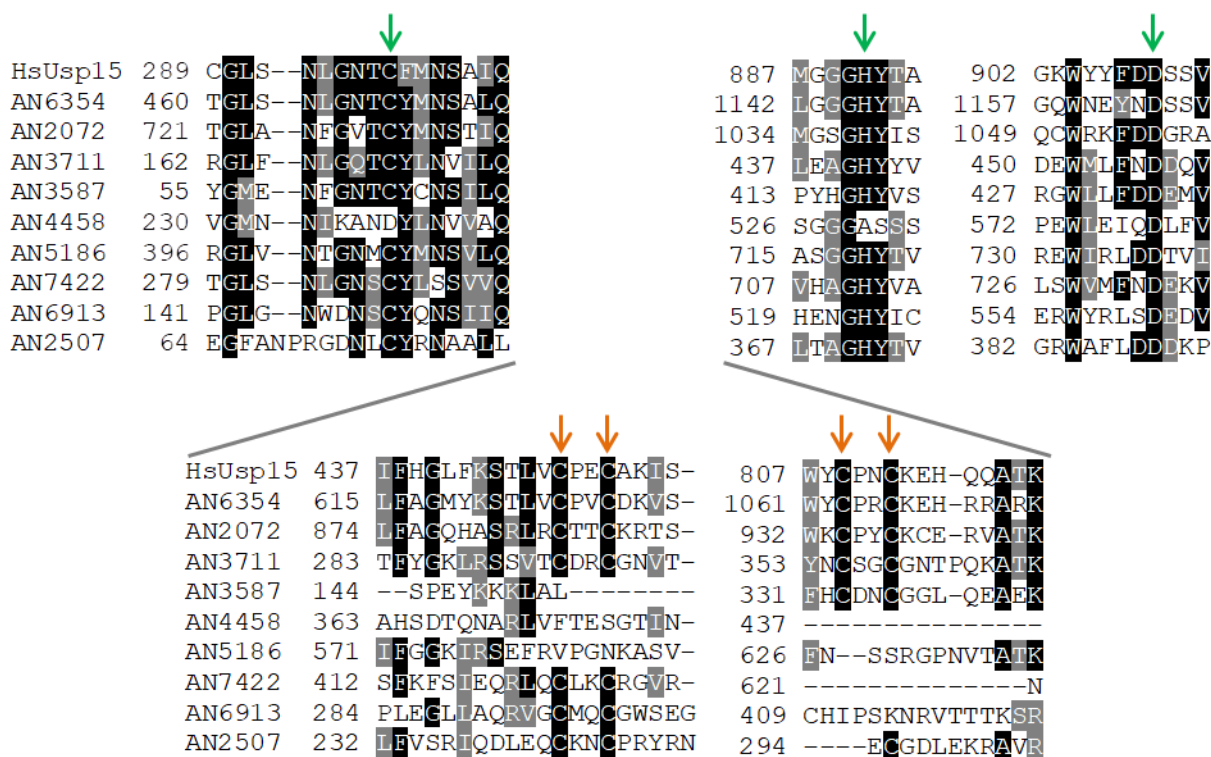 HsUsp15 289 CGLS--NLGNTCFMNSAIQ 887 MGGGHYTA 902 GKWYYFDDSSV
AN6354 460 TGLS--NLGNTCYMNSALQ 1142 LGGGHYTA 1157 GQWNEYNDSSV
AN2072 721 TGLA--NFGVTCYMNSTIQ 1034 MGSGHYIS 1049 QCWRKFDDGRA
AN3711 162 RGLF--NLGQTCYLNVILQ 437 LEAGHYYV 450 DEWMLFNDDQV
AN3587 55 YGME--NFGNTCYCNSILQ 413 PYHGHYVS 427 RGWLLFDDEMV
AN4458 230 VGMN--NIKANDYLNVVAQ 526 SGGGASSS 572 PEWLEIQDLFV
AN5186 396 RGLV--NTGNMCYMNSVLQ 715 ASGGHYTV 730 REWIRLDDTVI
AN7422 279 TGLS--NLGNSCYLSSVVQ 707 VHAGHYVA 726 LSWVMFNDEKV
AN6913 141 PGLG--NWDNSCYQNSIIQ 519 HENGHYIC 554 ERWYRLSDEDV
AN2507 64 EGFANPRGDNLCYRNAALL 367 LTAGHYTV 382 GRWAFLDDDKP
HsUsp15 437 IFHGLFKSTLVCPECAKIS- 807 WYCPNCKEH-QQATK
AN6354 615 LFAGMYKSTLVCPVCDKVS- 1061 WYCPRCKEH-RRARK
AN2072 874 LFAGQHASRLRCTTCKRTS- 932 WKCPYCKCE-RVATK
AN3711 283 TFYGKLRSSVTCDRCGNVT- 353 YNCSGCGNTPQKATK
AN3587 144 --SPEYKKKLAL-------- 331 FHCDNCGGL-QEAEK
AN4458 363 AHSDTQNARLVFTESGTIN- 437 ---------------
AN5186 571 IFGGKIRSEFRVPGNKASV- 626 FN--SSRGPNVTATK
AN7422 412 SFKFSIEQRLQCLKCRGVR- 621 --------------N
AN6913 284 PLEGLLAQRVGCMQCGWSEG 409 CHIPSKNRVTTTKSR
AN2507 232 LFVSRIQDLEQCKNCPRYRN 294 ----ECGDLEKRAVR